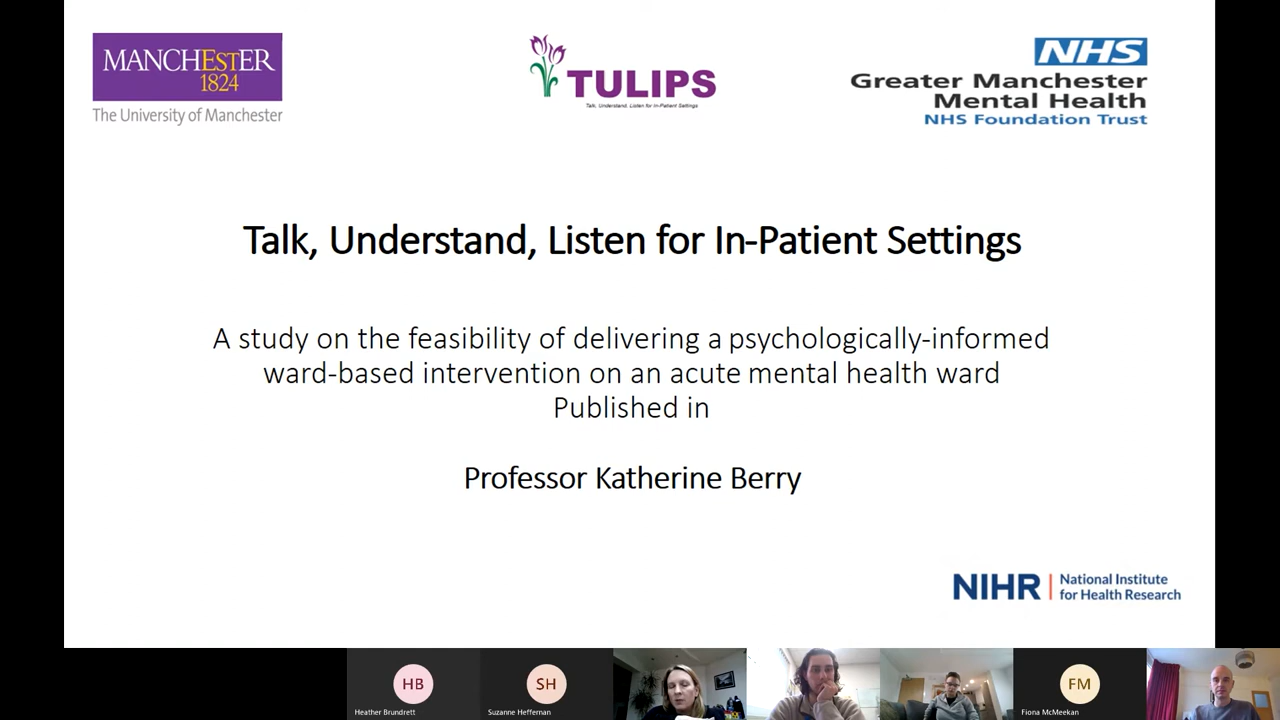 MANCHESTER
1824
The University of Manchester
TULIPS
Talk, Understand, Listen for In-Patient Settings
NHS
Greater Manchester
Mental Health
NHS Foundation Trust
Talk, Understand, Listen for In-Patient Settings
A study on the feasibility of delivering a psychologically-informed
ward-based intervention on an acute mental health ward
Published in
Professor Katherine Berry
NIHR
National Institute
for Health Research
HB
Heather Brundrett
SH
Suzanne Heffernan
FM
Fiona McMeekan